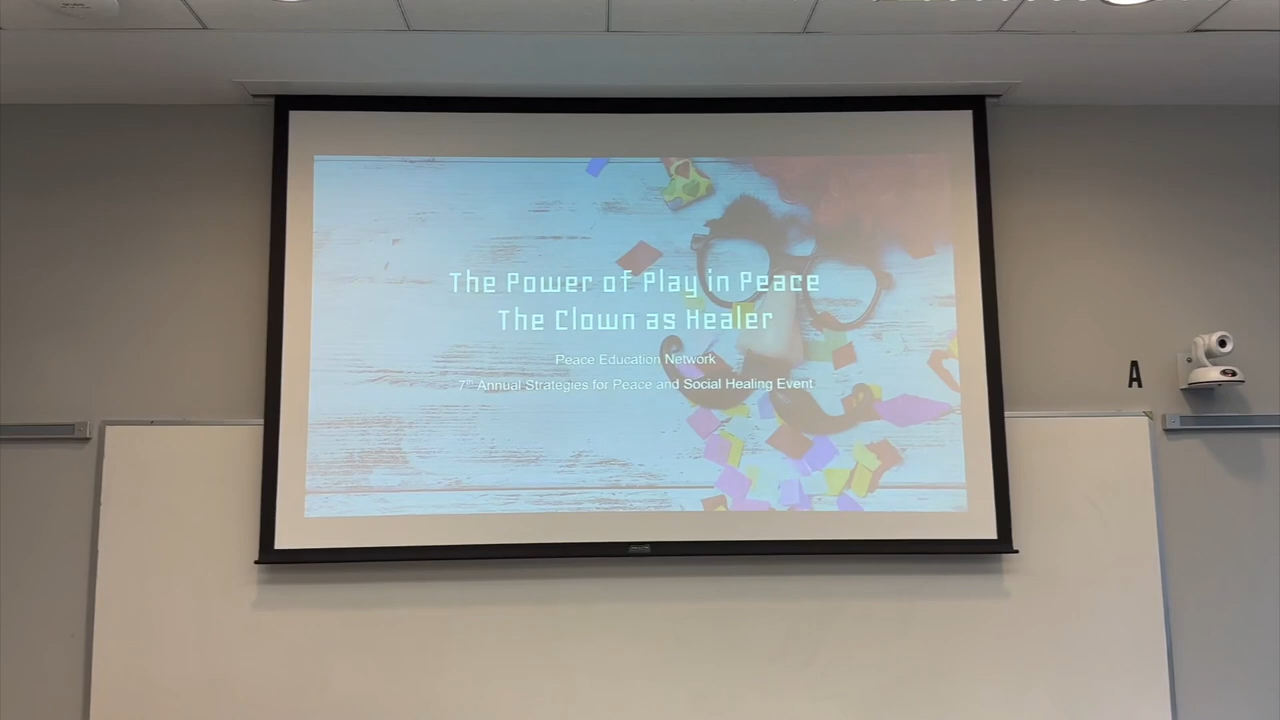 The Power of Play in Peace
The Clown as Healer
Peace Education Network
7th Annual Strategies for Peace and Social Healing Event
A